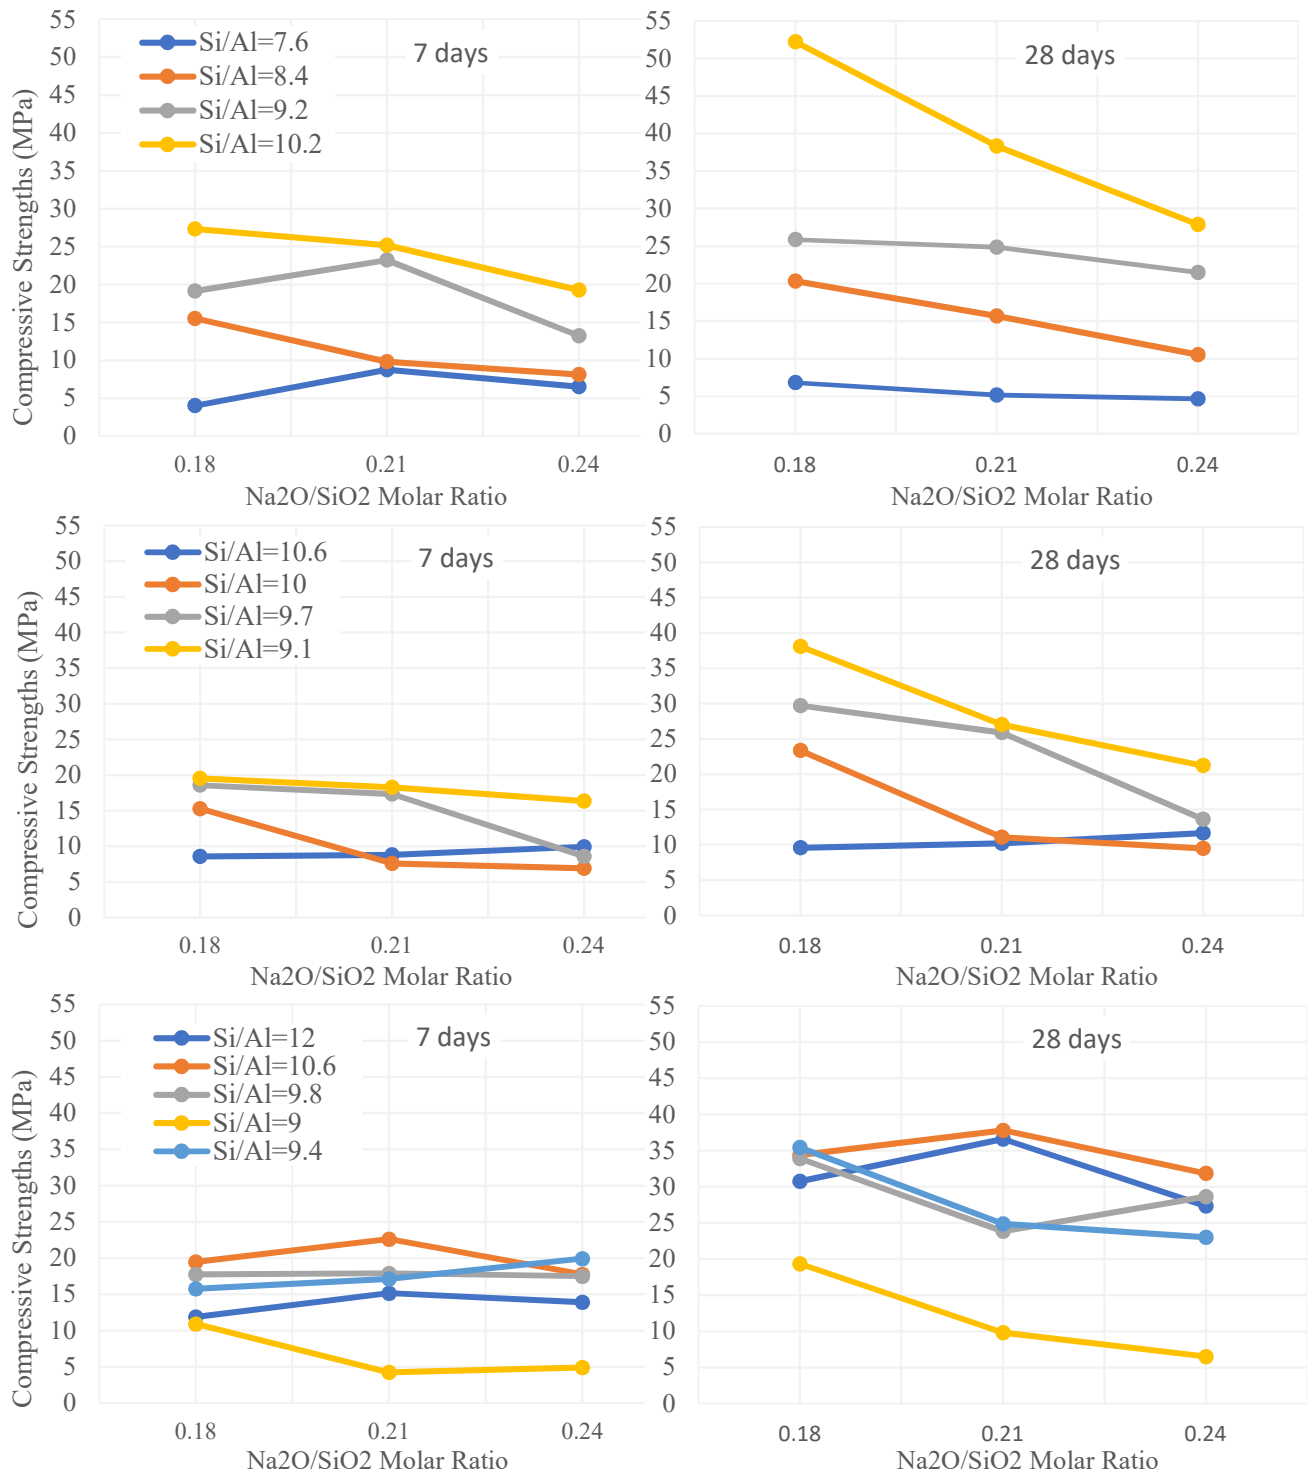 Compressive Strengths (MPa)
55
50
45
40
35
30
25
20
15
10
5
0
Si/Al=7.6
Si/Al=8.4
Si/Al=9.2
Si/Al=10.2
7 days
0.18 0.21 0.24
Na2O/SiO2 Molar Ratio
55
50
45
40
35
30
25
20
15
10
5
0
28 days
0.18 0.21 0.24
Na2O/SiO2 Molar Ratio
Compressive Strengths (MPa)
55
50
45
40
35
30
25
20
15
10
5
0
Si/Al=10.6
Si/Al=10
Si/Al=9.7
Si/Al=9.1
7 days
0.18 0.21 0.24
Na2O/SiO2 Molar Ratio
55
50
45
40
35
30
25
20
15
10
5
0
28 days
0.18 0.21 0.24
Na2O/SiO2 Molar Ratio
Compressive Strengths (MPa)
55
50
45
40
35
30
25
20
15
10
5
0
Si/Al=12
Si/Al=10.6
Si/Al=9.8
Si/Al=9
Si/Al=9.4
7 days
0.18 0.21 0.24
Na2O/SiO2 Molar Ratio
55
50
45
40
35
30
25
20
15
10
5
0
28 days
0.18 0.21 0.24
Na2O/SiO2 Molar Ratio